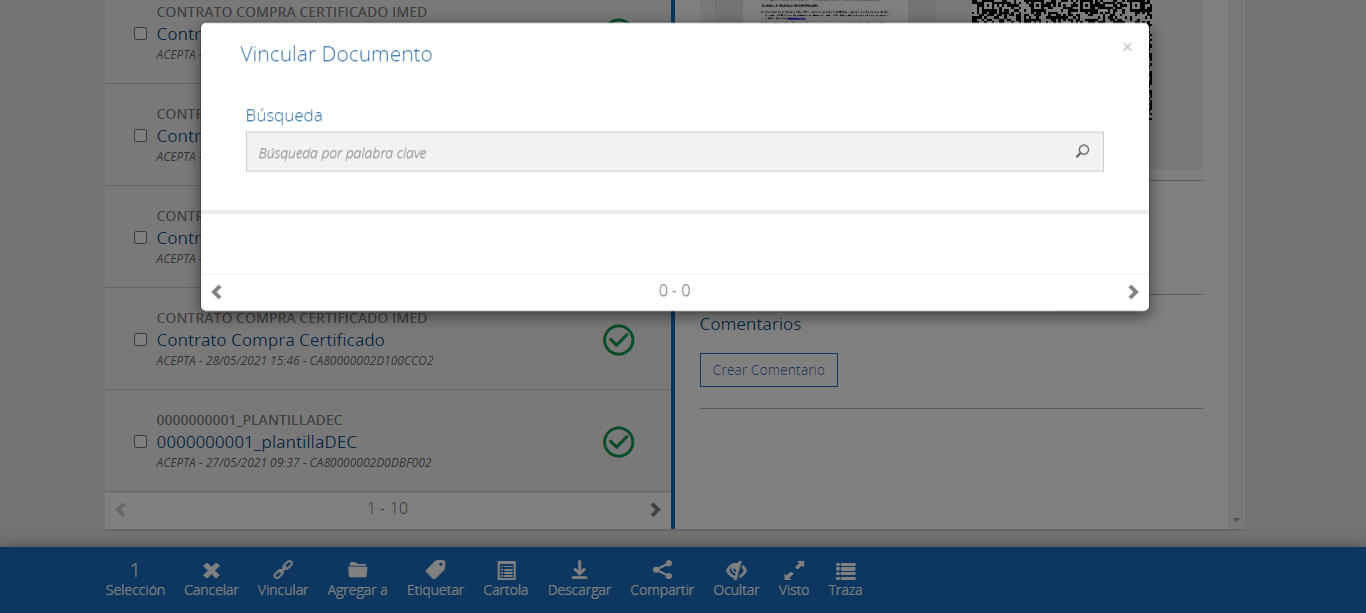 CONTRATO COMPRA CERTIFICADO IMED
Contr
ACEPTA -
Vincular Documento
×
Búsqueda
Búsqueda por palabra clave
0 - 0
CONTR
Contr
ACEPTA -
CONTR
Contr
ACEPTA -
CONTRATO COMPRA CERTIFICADO IMED
Contrato Compra Certificado
ACEPTA - 28/05/2021 15:46 - CA80000002D100CCO2
0000000001_PLANTILLADEC
0000000001_plantillaDEC
ACEPTA - 27/05/2021 09:37 - CA80000002D0DBF002
1 - 10
Comentarios
Crear Comentario
1
Selección Cancelar Vincular Agregar a Etiquetar Cartola Descargar Compartir Ocultar Visto Traza